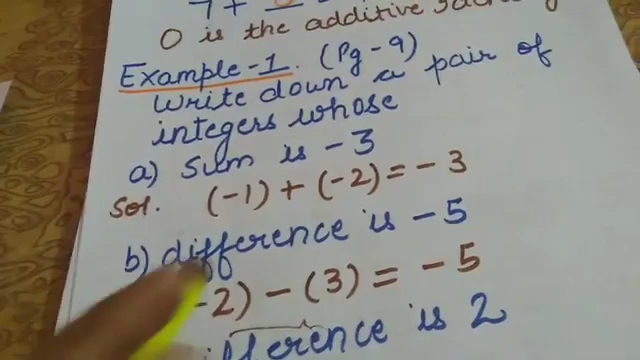 7 +
0 is the additive
Example-1. (Pg-9)
Write down a pair of
integers whose
a) sum is -3
Sol. (-1) + (-2) = -3
b) difference is -5
-2) - (3) = -5
difference is 2